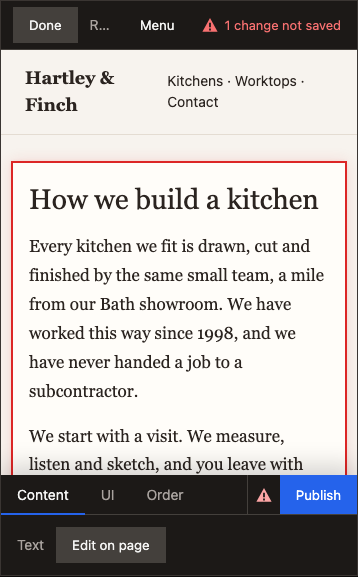 Done R... Menu 1 change not saved
Hartley &
Finch
Kitchens · Worktops ·
Contact
How we build a kitchen
Every kitchen we fit is drawn, cut and
finished by the same small team, a mile
from our Bath showroom. We have
worked this way since 1998, and we
have never handed a job to a
subcontractor.
We start with a visit. We measure,
listen and sketch, and you leave with
Content UI Order Publish
Text Edit on page